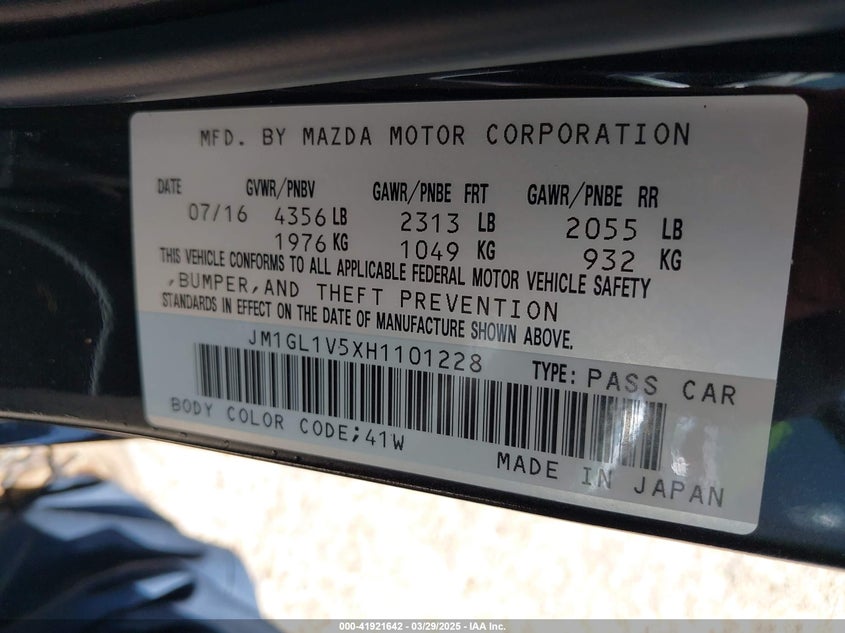 MFD. BY MAZDA MOTOR CORPORATION
DATE GVWR/PNBV GAWR/PNBE FRT GAWR/PNBE RR
07/16 4356 LB 2313 LB 2055 LB
1976 KG 1049 KG 932 KG
THIS VEHICLE CONFORMS TO ALL APPLICABLE FEDERAL MOTOR VEHICLE SAFETY
,BUMPER,AND THEFT PREVENTION
STANDARDS IN EFFECT ON THE DATE OF MANUFACTURE SHOWN ABOVE.
JM1GL1V5XH1101228 TYPE: PASS CAR
BODY COLOR CODE;41W
MADE IN JAPAN
000-41921642 - 03/29/2025 - IAA Inc.